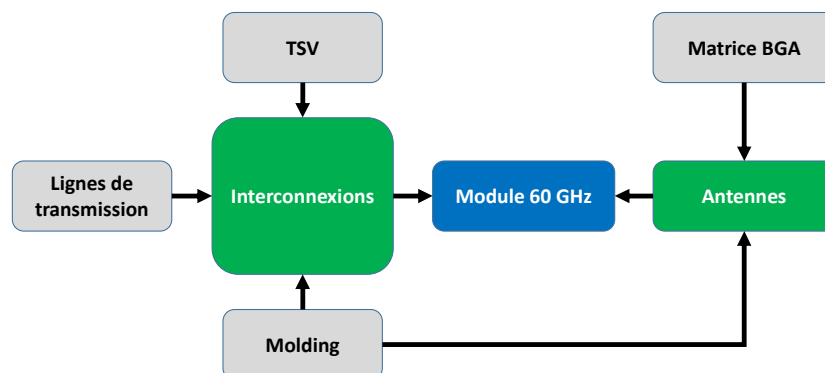 TSV
Matrice BGA
Lignes de
transmission
Interconnexions
Module 60 GHz
Antennes
Molding